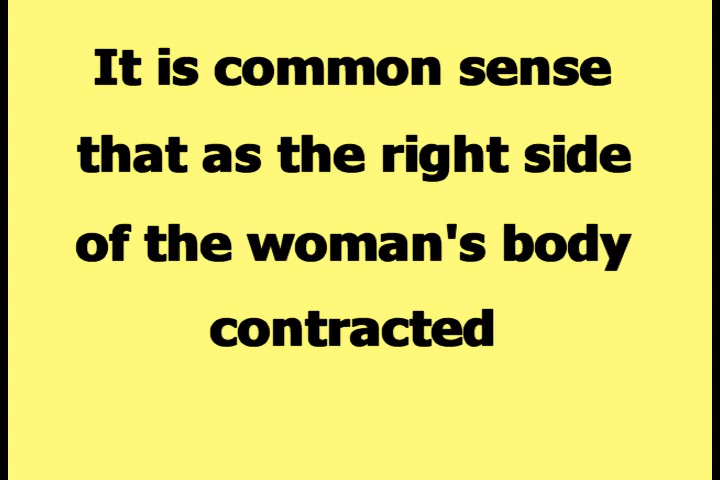 It is common sense
that as the right side
of the woman's body
contracted